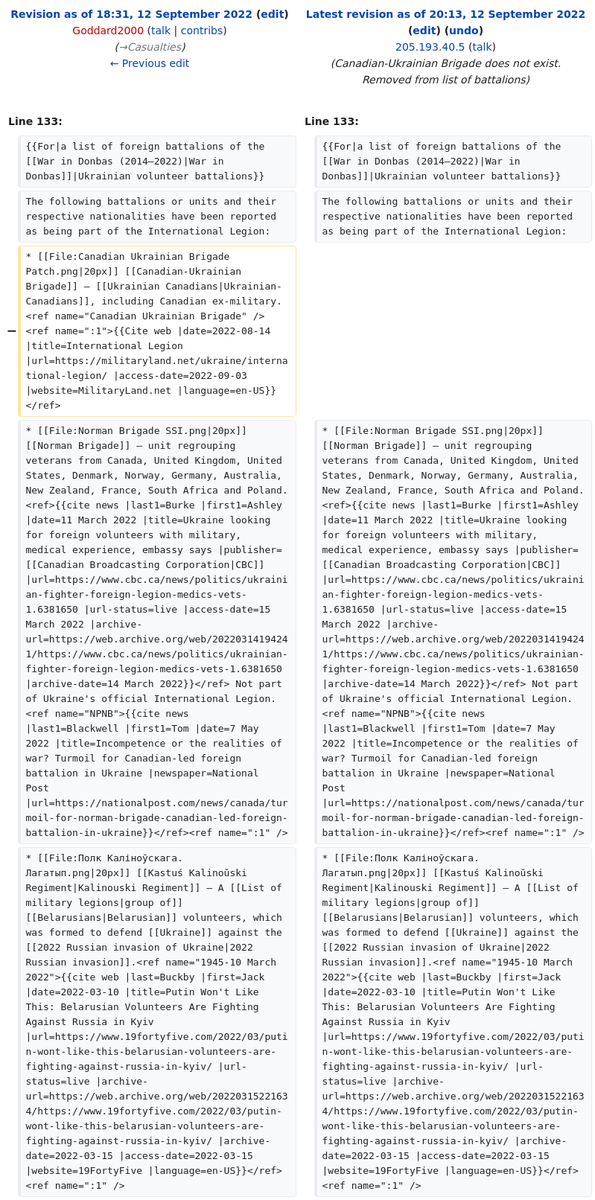 Revision as of 18:31, 12 September 2022 (edit)
Goddard2000 (talk | contribs)
(→Casualties)
← Previous edit
Latest revision as of 20:13, 12 September 2022
(edit) (undo)
205.193.40.5 (talk)
(Canadian-Ukrainian Brigade does not exist.
Removed from list of battalions)
Line 133:
Line 133:
{{For|a list of foreign battalions of the
[[War in Donbas (2014–2022)|War in
Donbas]]|Ukrainian volunteer battalions}}
{{For|a list of foreign battalions of the
[[War in Donbas (2014–2022)|War in
Donbas]]|Ukrainian volunteer battalions}}
The following battalions or units and their
respective nationalities have been reported
as being part of the International Legion:
The following battalions or units and their
respective nationalities have been reported
as being part of the International Legion:
−
* [[File:Canadian Ukrainian Brigade
Patch.png|20px]] [[Canadian-Ukrainian
Brigade]] – [[Ukrainian Canadians|Ukrainian-
Canadians]], including Canadian ex-military.
<ref name="Canadian Ukrainian Brigade" />
<ref name=":1">{{Cite web |date=2022-08-14
|title=International Legion
|url=https://militaryland.net/ukraine/interna
tional-legion/ |access-date=2022-09-03
|website=MilitaryLand.net |language=en-US}}
</ref>
* [[File:Norman Brigade SSI.png|20px]]
[[Norman Brigade]] – unit regrouping
veterans from Canada, United Kingdom, United
States, Denmark, Norway, Germany, Australia,
New Zealand, France, South Africa and Poland.
<ref>{{cite news |last1=Burke |first1=Ashley
|date=11 March 2022 |title=Ukraine looking
for foreign volunteers with military,
medical experience, embassy says |publisher=
[[Canadian Broadcasting Corporation|CBC]]
|url=https://www.cbc.ca/news/politics/ukraini
an-fighter-foreign-legion-medics-vets-
1.6381650 |url-status=live |access-date=15
March 2022 |archive-
url=https://web.archive.org/web/2022031419424
1/https://www.cbc.ca/news/politics/ukrainian-
fighter-foreign-legion-medics-vets-1.6381650
|archive-date=14 March 2022}}</ref> Not part
of Ukraine's official International Legion.
<ref name="NPNB">{{cite news
|last1=Blackwell |first1=Tom |date=7 May
2022 |title=Incompetence or the realities of
war? Turmoil for Canadian-led foreign
battalion in Ukraine |newspaper=National
Post
|url=https://nationalpost.com/news/canada/tur
moil-for-norman-brigade-canadian-led-foreign-
battalion-in-ukraine}}</ref><ref name=":1" />
* [[File:Norman Brigade SSI.png|20px]]
[[Norman Brigade]] – unit regrouping
veterans from Canada, United Kingdom, United
States, Denmark, Norway, Germany, Australia,
New Zealand, France, South Africa and Poland.
<ref>{{cite news |last1=Burke |first1=Ashley
|date=11 March 2022 |title=Ukraine looking
for foreign volunteers with military,
medical experience, embassy says |publisher=
[[Canadian Broadcasting Corporation|CBC]]
|url=https://www.cbc.ca/news/politics/ukraini
an-fighter-foreign-legion-medics-vets-
1.6381650 |url-status=live |access-date=15
March 2022 |archive-
url=https://web.archive.org/web/2022031419424
1/https://www.cbc.ca/news/politics/ukrainian-
fighter-foreign-legion-medics-vets-1.6381650
|archive-date=14 March 2022}}</ref> Not part
of Ukraine's official International Legion.
<ref name="NPNB">{{cite news
|last1=Blackwell |first1=Tom |date=7 May
2022 |title=Incompetence or the realities of
war? Turmoil for Canadian-led foreign
battalion in Ukraine |newspaper=National
Post
|url=https://nationalpost.com/news/canada/tur
moil-for-norman-brigade-canadian-led-foreign-
battalion-in-ukraine}}</ref><ref name=":1" />
* [[File:Полк Каліноўскага.
Лагатып.png|20px]] [[Kastuś Kalinoŭski
Regiment|Kalinouski Regiment]] – A [[List of
military legions|group of]]
[[Belarusians|Belarusian]] volunteers, which
was formed to defend [[Ukraine]] against the
[[2022 Russian invasion of Ukraine|2022
Russian invasion]].<ref name="1945-10 March
2022">{{cite web |last=Buckby |first=Jack
|date=2022-03-10 |title=Putin Won't Like
This: Belarusian Volunteers Are Fighting
Against Russia in Kyiv
|url=https://www.19fortyfive.com/2022/03/puti
n-wont-like-this-belarusian-volunteers-are-
fighting-against-russia-in-kyiv/ |url-
status=live |archive-
url=https://web.archive.org/web/2022031522163
4/https://www.19fortyfive.com/2022/03/putin-
wont-like-this-belarusian-volunteers-are-
fighting-against-russia-in-kyiv/ |archive-
date=2022-03-15 |access-date=2022-03-15
|website=19FortyFive |language=en-US}}</ref>
<ref name=":1" />
* [[File:Полк Каліноўскага.
Лагатып.png|20px]] [[Kastuś Kalinoŭski
Regiment|Kalinouski Regiment]] – A [[List of
military legions|group of]]
[[Belarusians|Belarusian]] volunteers, which
was formed to defend [[Ukraine]] against the
[[2022 Russian invasion of Ukraine|2022
Russian invasion]].<ref name="1945-10 March
2022">{{cite web |last=Buckby |first=Jack
|date=2022-03-10 |title=Putin Won't Like
This: Belarusian Volunteers Are Fighting
Against Russia in Kyiv
|url=https://www.19fortyfive.com/2022/03/puti
n-wont-like-this-belarusian-volunteers-are-
fighting-against-russia-in-kyiv/ |url-
status=live |archive-
url=https://web.archive.org/web/2022031522163
4/https://www.19fortyfive.com/2022/03/putin-
wont-like-this-belarusian-volunteers-are-
fighting-against-russia-in-kyiv/ |archive-
date=2022-03-15 |access-date=2022-03-15
|website=19FortyFive |language=en-US}}</ref>
<ref name=":1" />